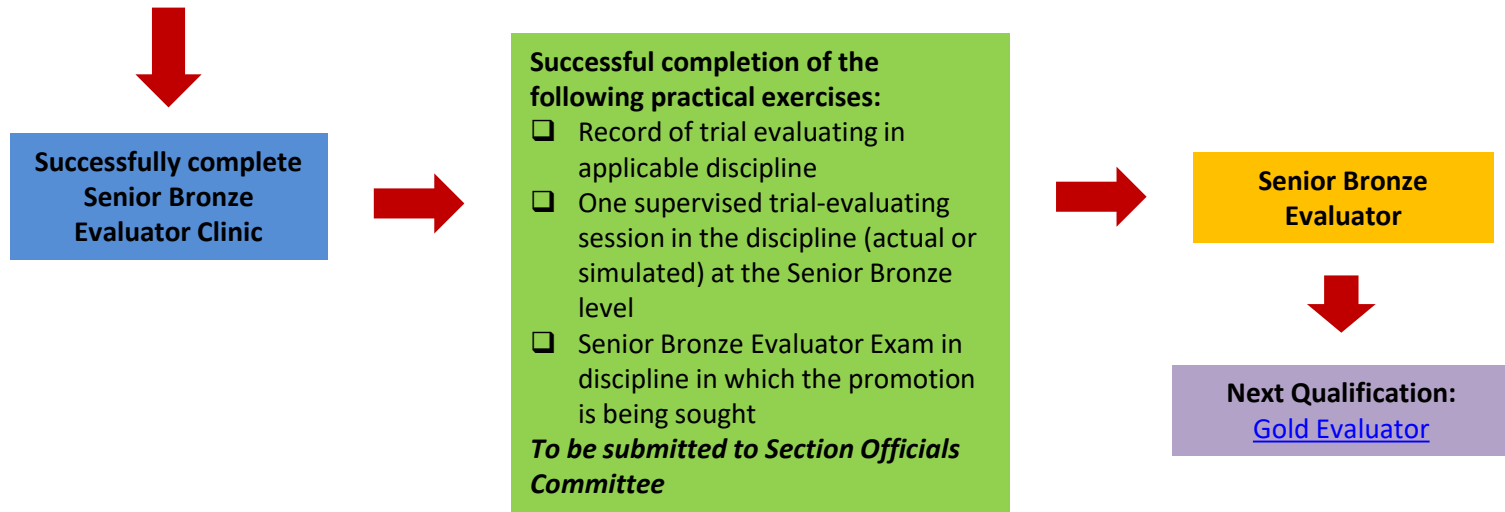 Successfully complete
Senior Bronze
Evaluator Clinic
Successful completion of the
following practical exercises:
❑ Record of trial evaluating in
applicable discipline
❑ One supervised trial-evaluating
session in the discipline (actual or
simulated) at the Senior Bronze
level
❑ Senior Bronze Evaluator Exam in
discipline in which the promotion
is being sought
To be submitted to Section Officials
Committee
Senior Bronze
Evaluator
Next Qualification:
Gold Evaluator